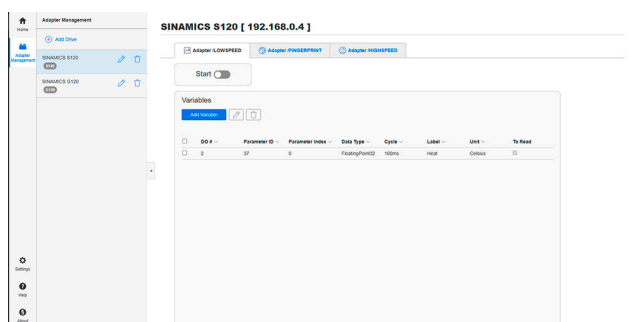 Home
Adapter
Management
Settings
Help
About
Adapter Management
Add Drive
SINAMICS S120
S120
SINAMICS G120
G120
SINAMICS S120 [ 192.168.0.4 ]
Adapter /LOWSPEED
Adapter /FINGERPRINT
Adapter /HIGHSPEED
Start
Variables
Add Variable
DO # Parameter ID Parameter Index Data Type Cycle Label Unit To Read
2 37 0 FloatingPoint32 100ms Heat Celsius